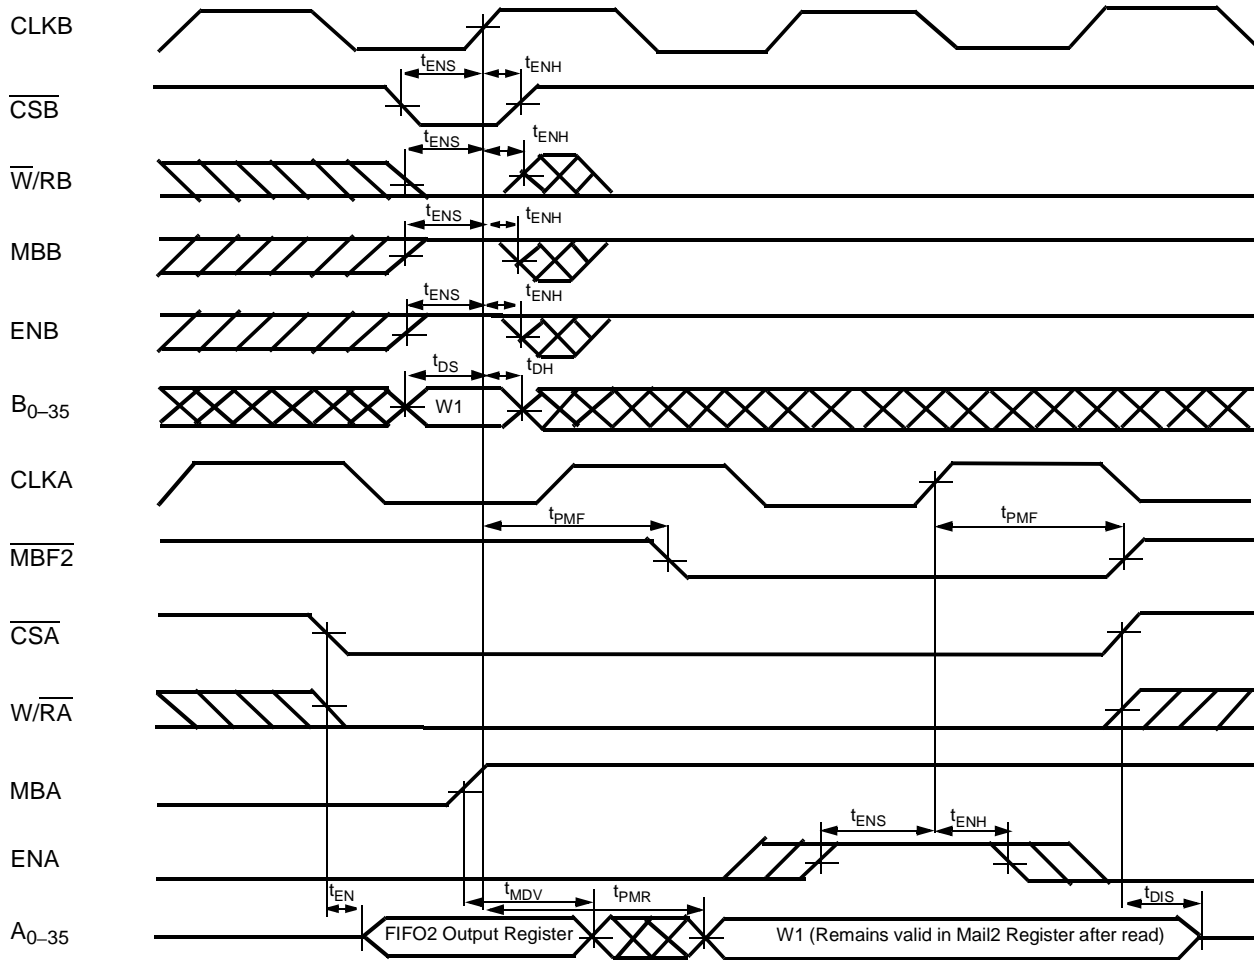 CLKB
tENS tENH
CSB
tENS tENH
W/RB
tENS tENH
MBB
tENS tENH
ENB
tDS tDH
B0–35 W1
CLKA
tPMF tPMF
MBF2
CSA
W/RA
MBA
tENS tENH
ENA
tEN tMDV tPMR tDIS
A0–35 FIFO2 Output Register W1 (Remains valid in Mail2 Register after read)